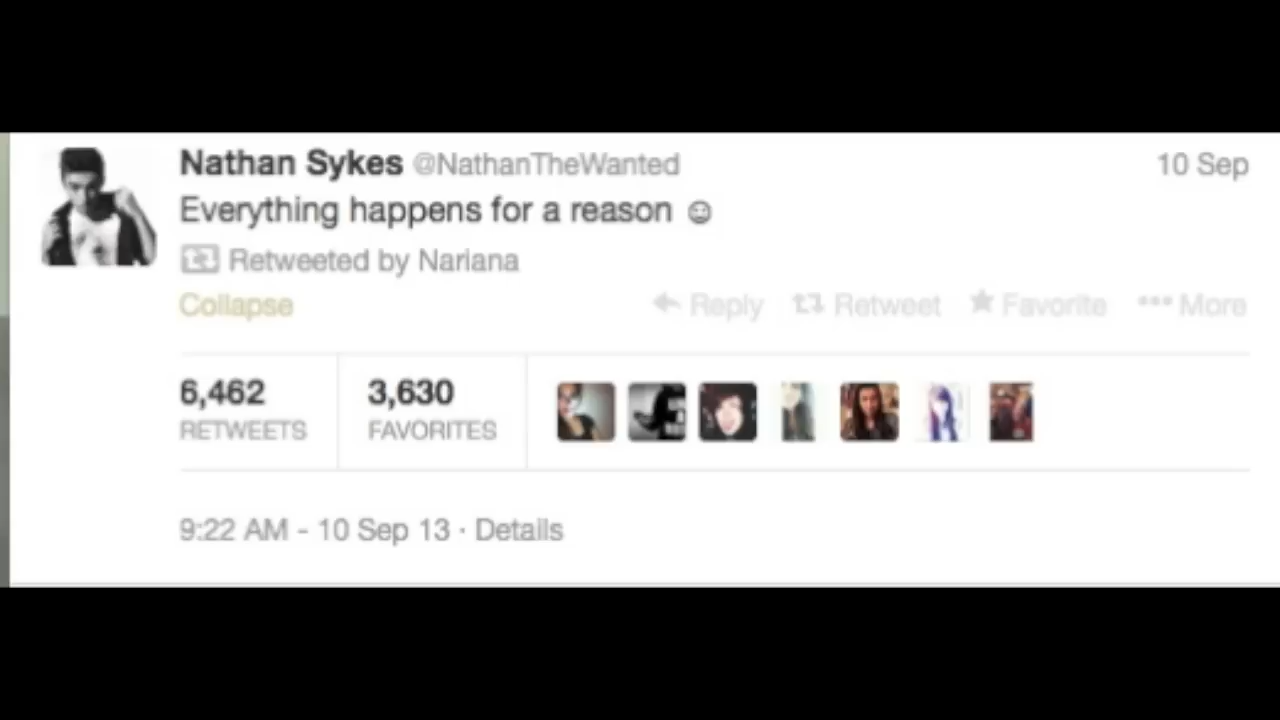 Nathan Sykes @NathanTheWanted 10 Sep
Everything happens for a reason ☺
Retweeted by Nariana
Collapse Reply Retweet Favorite More
6,462 3,630
RETWEETS FAVORITES
9:22 AM - 10 Sep 13 · Details